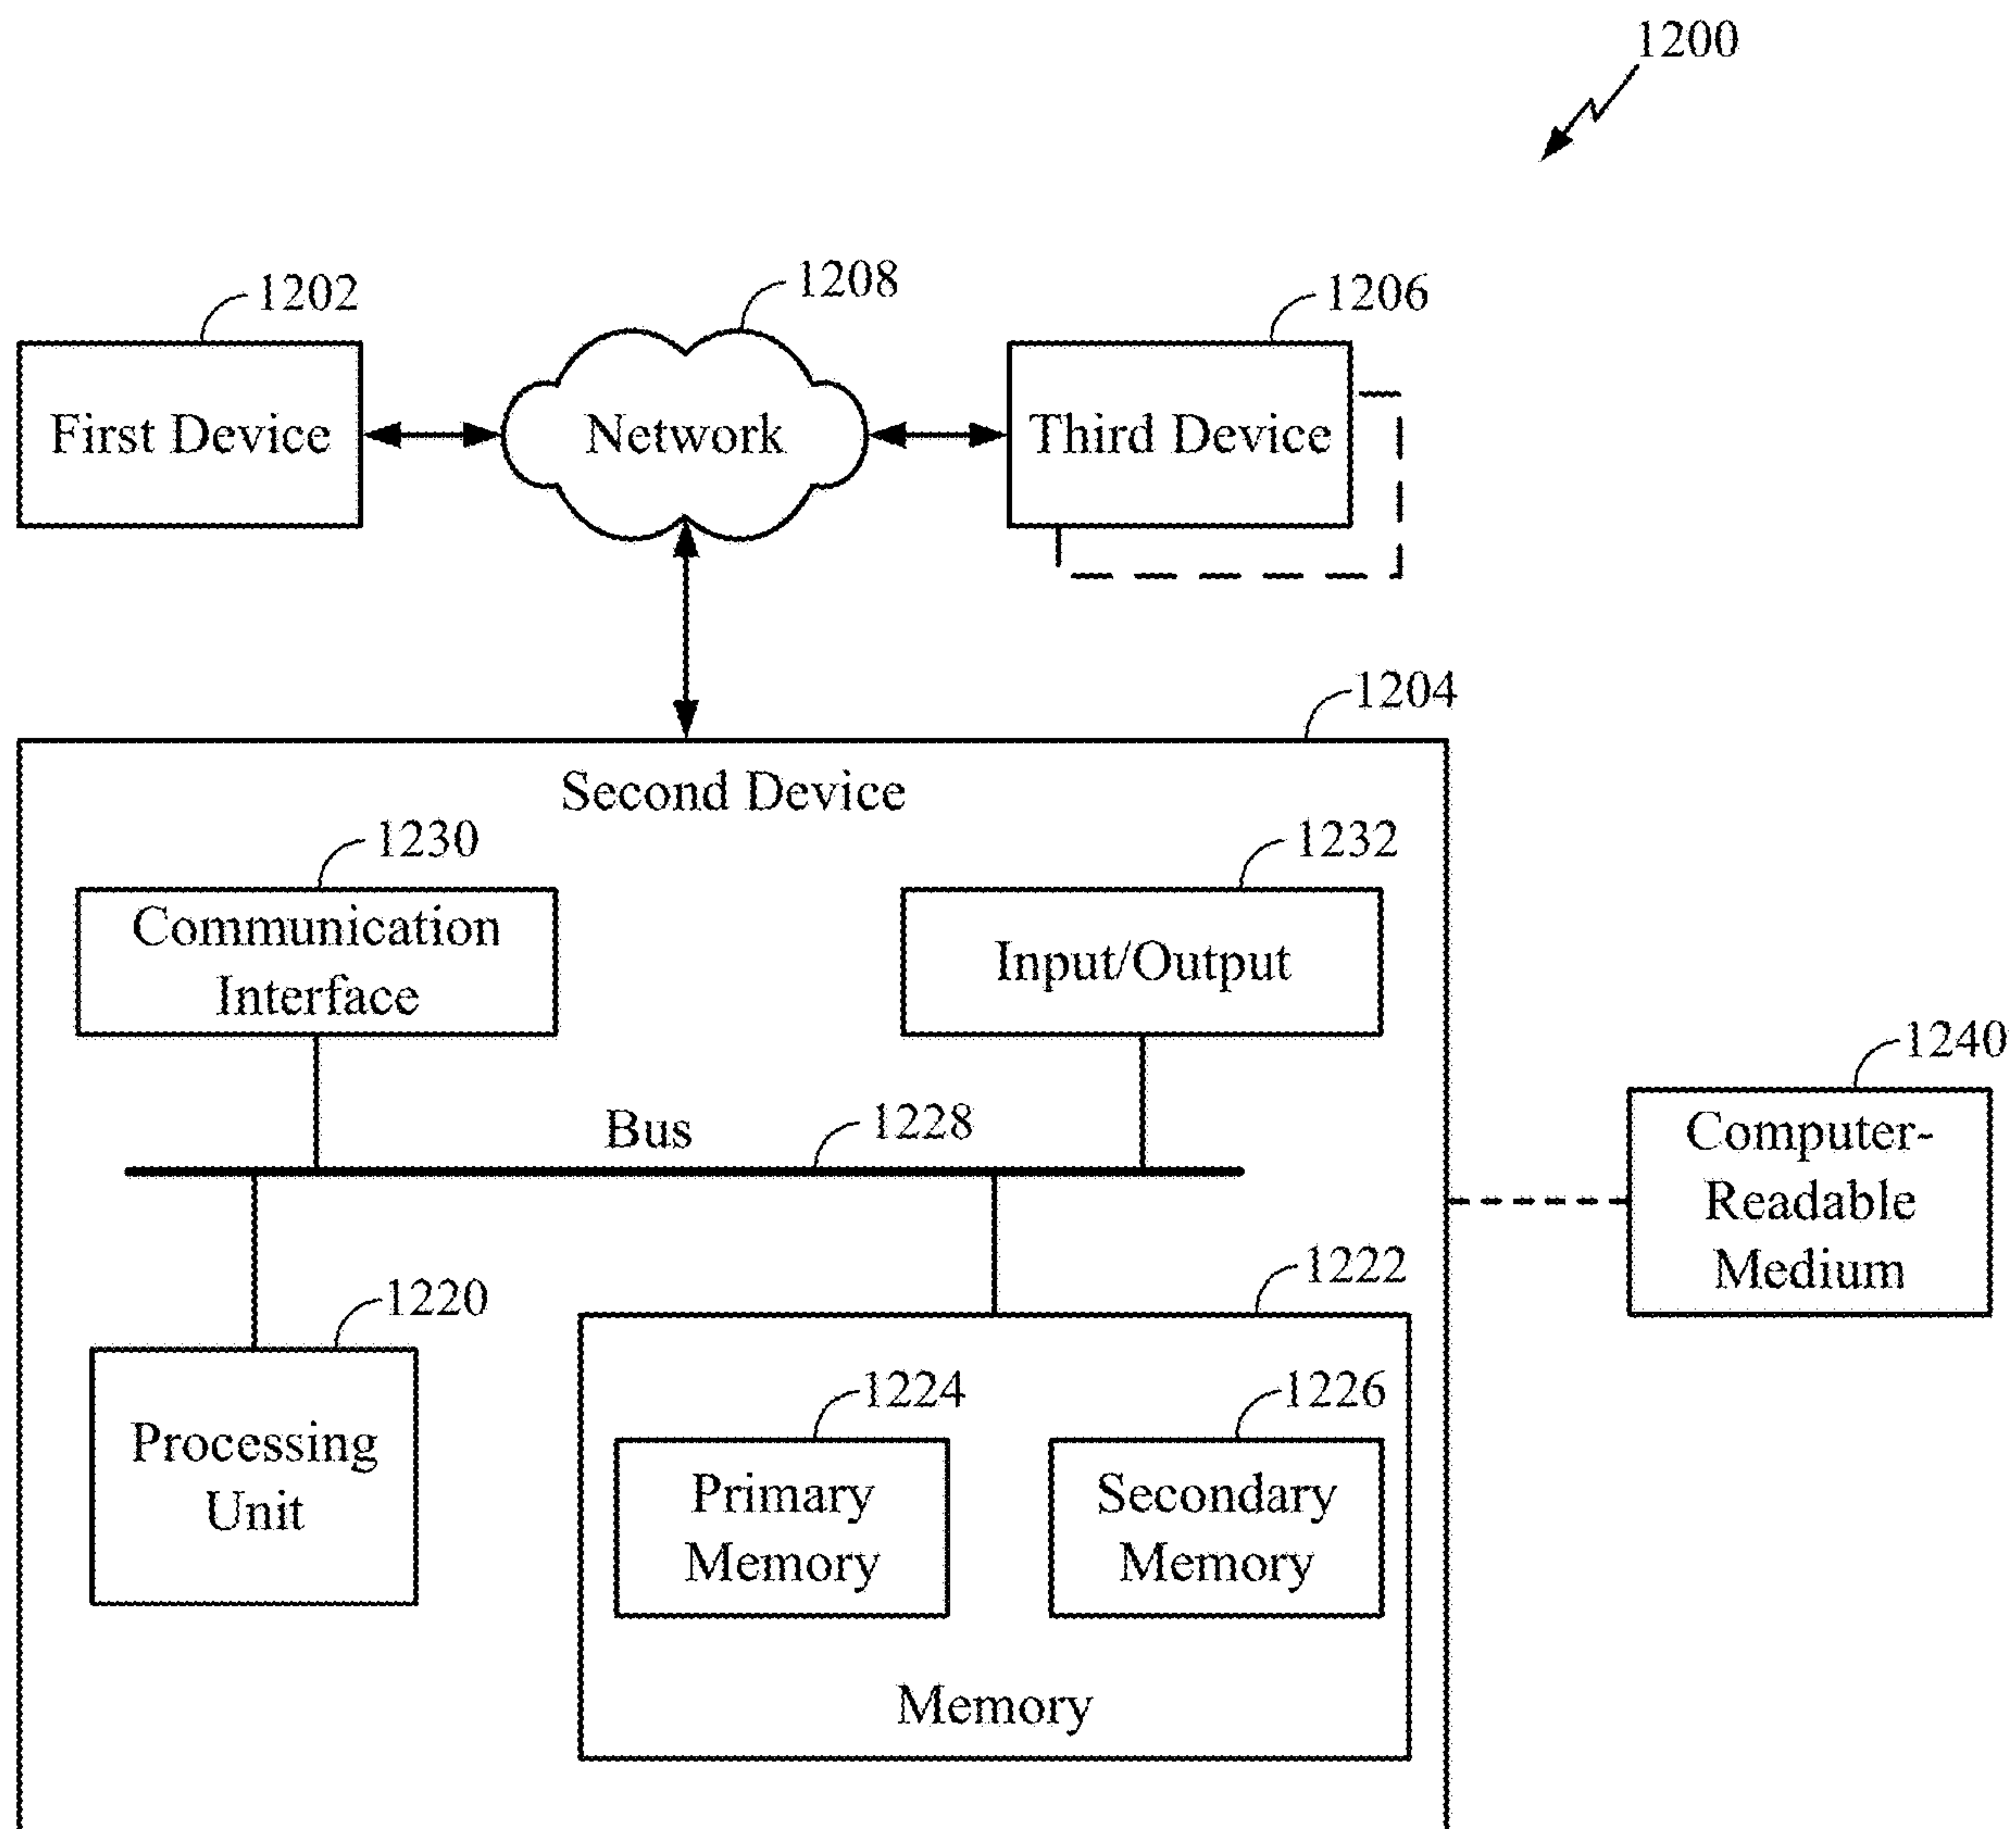 1200
1202
1208
1206
First Device
Network
Third Device
1204
Second Device
1230
1232
Communication
Interface
Input/Output
1240
Computer-
Readable
Medium
Bus
1228
1222
1220
Processing
Unit
1224
1226
Primary
Memory
Secondary
Memory
Memory